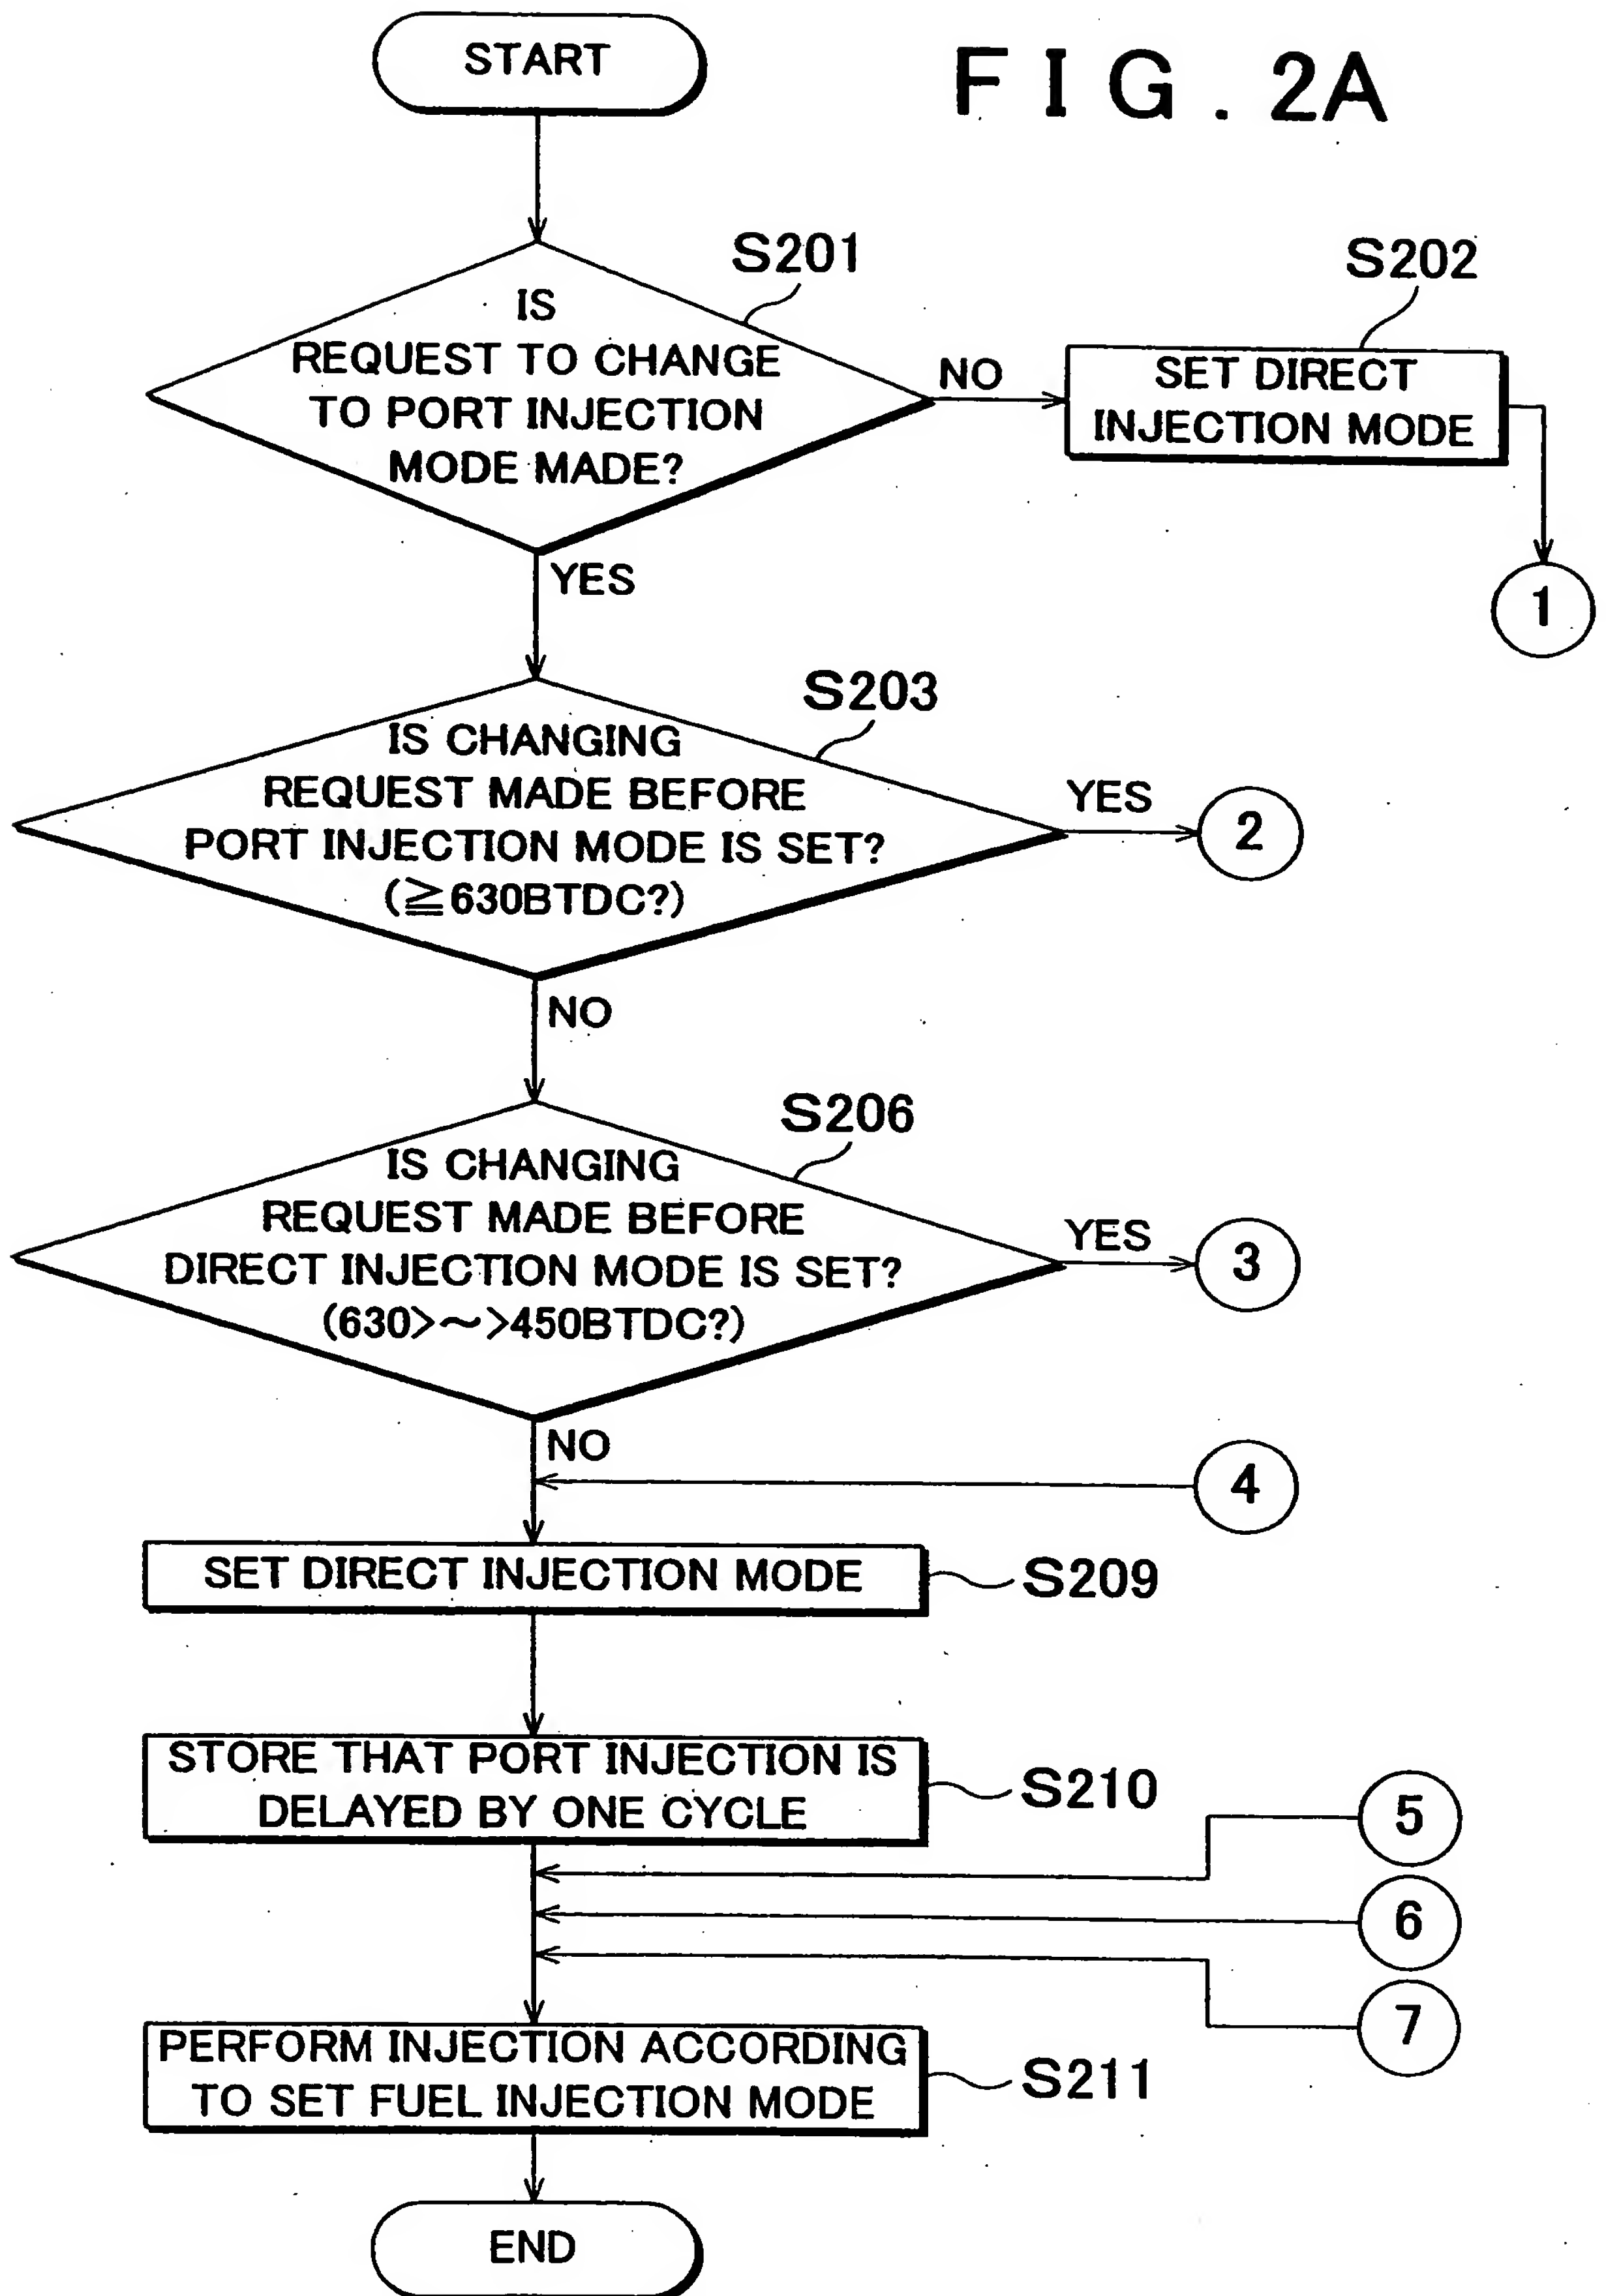 START
FIG. 2A
S201
IS
REQUEST TO CHANGE
TO PORT INJECTION
MODE MADE?
NO
S202
SET DIRECT
INJECTION MODE
1
YES
S203
IS CHANGING
REQUEST MADE BEFORE
PORT INJECTION MODE IS SET?
(≧630BTDC?)
YES
2
NO
S206
IS CHANGING
REQUEST MADE BEFORE
DIRECT INJECTION MODE IS SET?
(630>~>450BTDC?)
YES
3
NO
4
SET DIRECT INJECTION MODE
S209
STORE THAT PORT INJECTION IS
DELAYED BY ONE CYCLE
S210
5
6
7
PERFORM INJECTION ACCORDING
TO SET FUEL INJECTION MODE
S211
END